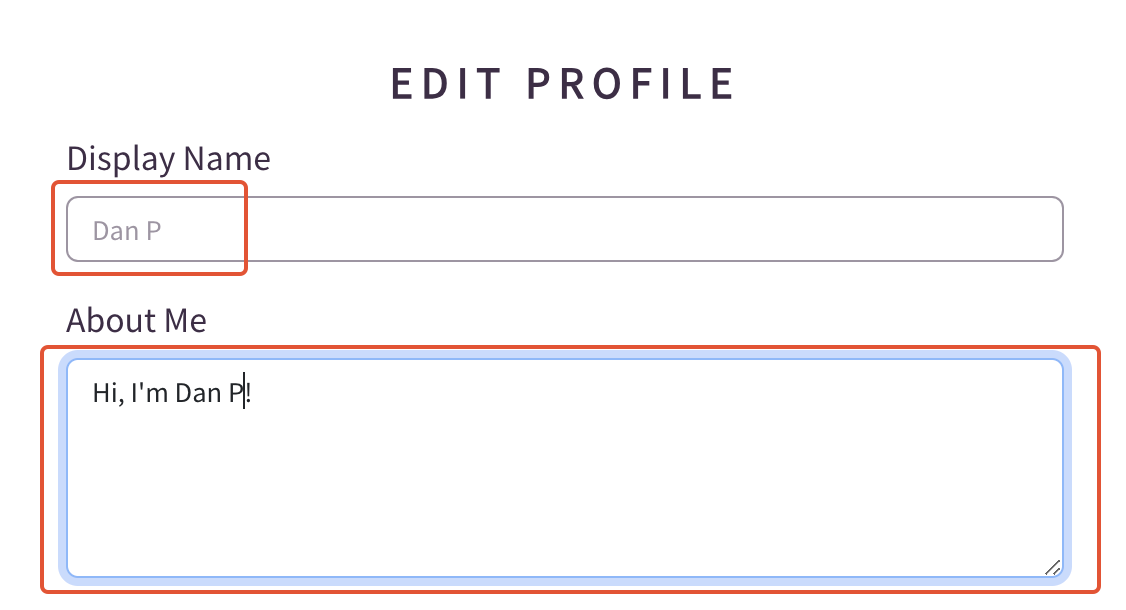 EDIT PROFILE
Display Name
Dan P
About Me
Hi, I'm Dan P!